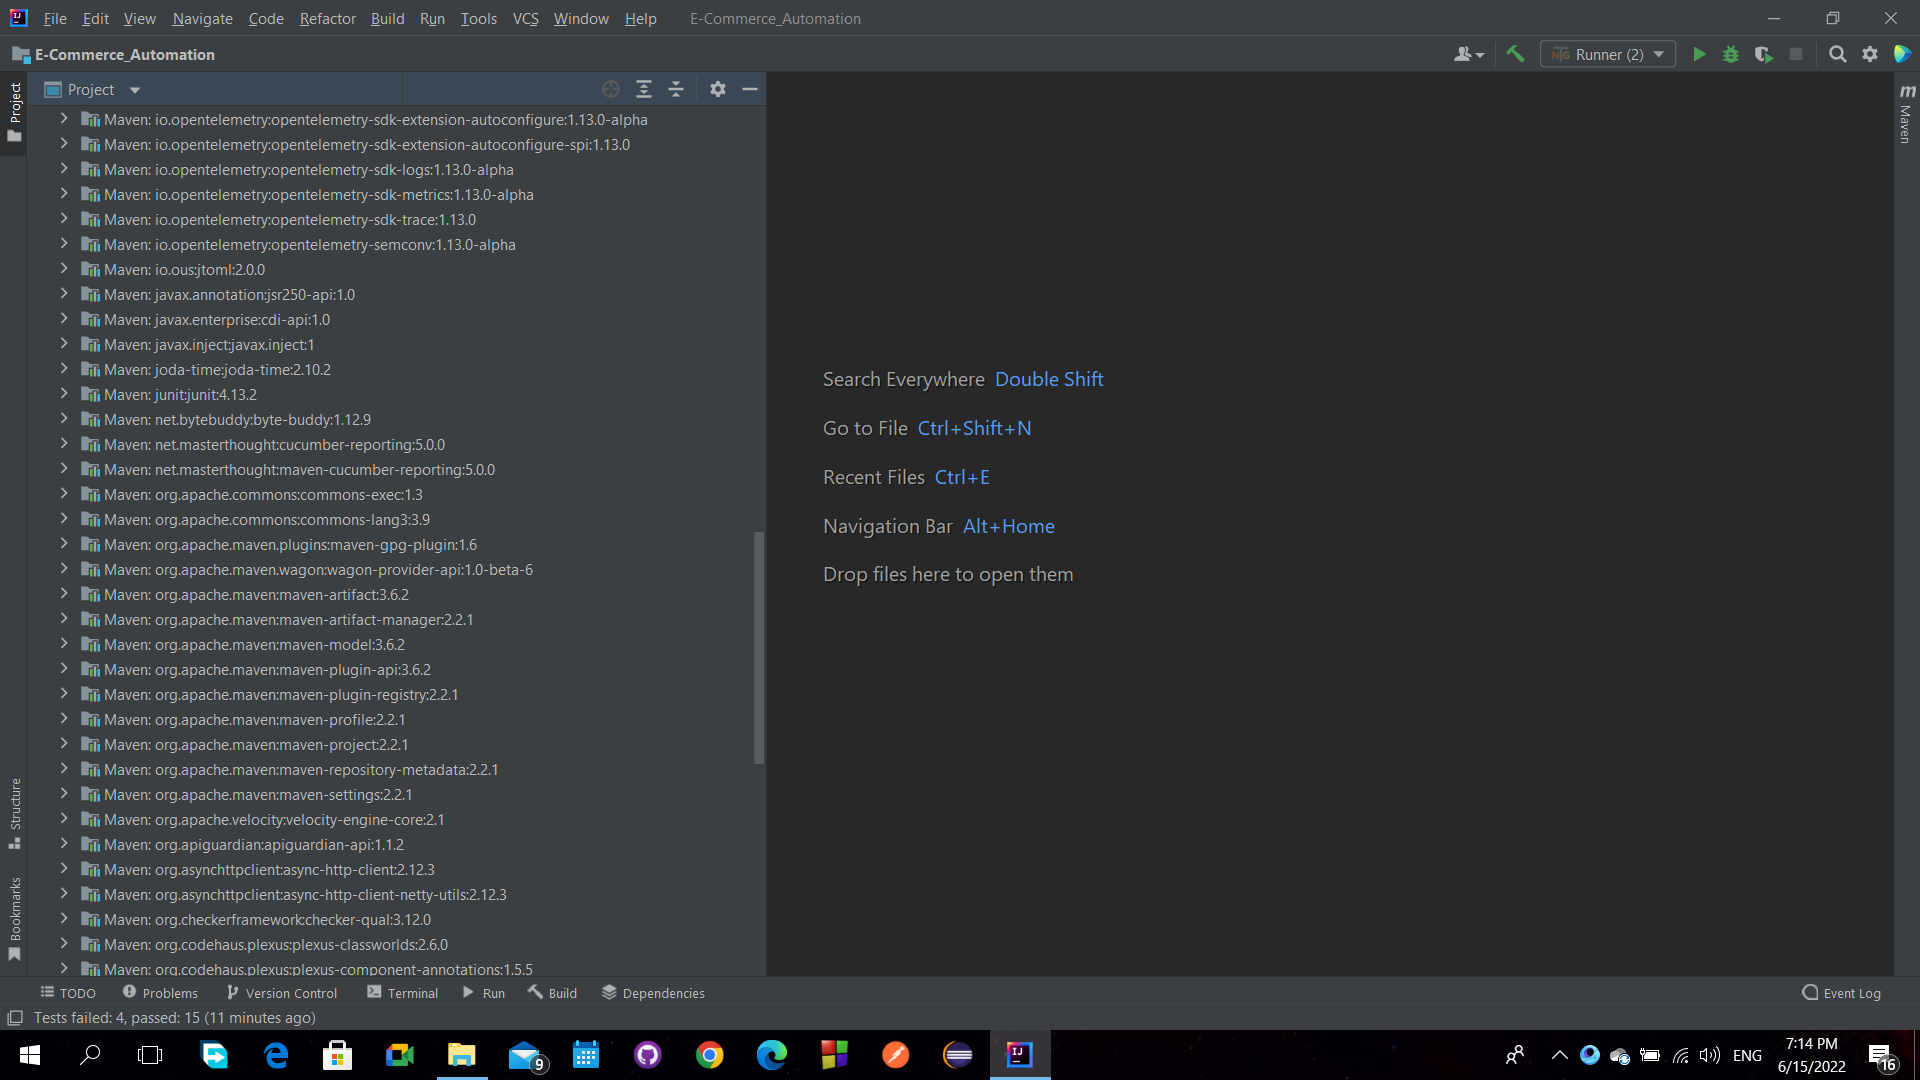 File Edit View Navigate Code Refactor Build Run Tools VCS Window Help E-Commerce_Automation
E-Commerce_Automation
Runner (2)
Project
Project
Maven
Maven: io.opentelemetry:opentelemetry-sdk-extension-autoconfigure:1.13.0-alpha
Maven: io.opentelemetry:opentelemetry-sdk-extension-autoconfigure-spi:1.13.0
Maven: io.opentelemetry:opentelemetry-sdk-logs:1.13.0-alpha
Maven: io.opentelemetry:opentelemetry-sdk-metrics:1.13.0-alpha
Maven: io.opentelemetry:opentelemetry-sdk-trace:1.13.0
Maven: io.opentelemetry:opentelemetry-semconv:1.13.0-alpha
Maven: io.ous:jtoml:2.0.0
Maven: javax.annotation:jsr250-api:1.0
Maven: javax.enterprise:cdi-api:1.0
Maven: javax.inject:javax.inject:1
Maven: joda-time:joda-time:2.10.2
Maven: junit:junit:4.13.2
Maven: net.bytebuddy:byte-buddy:1.12.9
Maven: net.masterthought:cucumber-reporting:5.0.0
Maven: net.masterthought:maven-cucumber-reporting:5.0.0
Maven: org.apache.commons:commons-exec:1.3
Maven: org.apache.commons:commons-lang3:3.9
Maven: org.apache.maven.plugins:maven-gpg-plugin:1.6
Maven: org.apache.maven.wagon:wagon-provider-api:1.0-beta-6
Maven: org.apache.maven:maven-artifact:3.6.2
Maven: org.apache.maven:maven-artifact-manager:2.2.1
Maven: org.apache.maven:maven-model:3.6.2
Maven: org.apache.maven:maven-plugin-api:3.6.2
Maven: org.apache.maven:maven-plugin-registry:2.2.1
Maven: org.apache.maven:maven-profile:2.2.1
Maven: org.apache.maven:maven-project:2.2.1
Maven: org.apache.maven:maven-repository-metadata:2.2.1
Maven: org.apache.maven:maven-settings:2.2.1
Maven: org.apache.velocity:velocity-engine-core:2.1
Maven: org.apiguardian:apiguardian-api:1.1.2
Maven: org.asynchttpclient:async-http-client:2.12.3
Maven: org.asynchttpclient:async-http-client-netty-utils:2.12.3
Maven: org.checkerframework:checker-qual:3.12.0
Maven: org.codehaus.plexus:plexus-classworlds:2.6.0
Maven: org.codehaus.plexus:plexus-component-annotations:1.5.5
Search Everywhere Double Shift
Go to File Ctrl+Shift+N
Recent Files Ctrl+E
Navigation Bar Alt+Home
Drop files here to open them
Structure
Bookmarks
TODO Problems Version Control Terminal Run Build Dependencies Event Log
Tests failed: 4, passed: 15 (11 minutes ago)
9
ENG
7:14 PM
6/15/2022
16